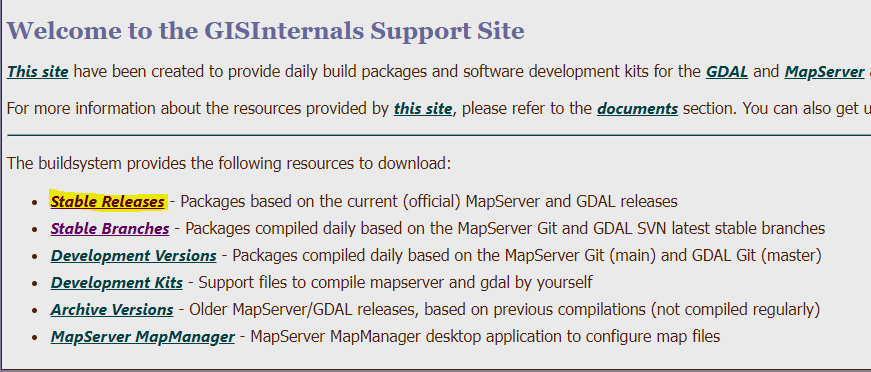 Welcome to the GISInternals Support Site
This site have been created to provide daily build packages and software development kits for the GDAL and MapServer
For more information about the resources provided by this site, please refer to the documents section. You can also get u
The buildsystem provides the following resources to download:
Stable Releases - Packages based on the current (official) MapServer and GDAL releases
Stable Branches - Packages compiled daily based on the MapServer Git and GDAL SVN latest stable branches
Development Versions - Packages compiled daily based on the MapServer Git (main) and GDAL Git (master)
Development Kits - Support files to compile mapserver and gdal by yourself
Archive Versions - Older MapServer/GDAL releases, based on previous compilations (not compiled regularly)
MapServer MapManager - MapServer MapManager desktop application to configure map files